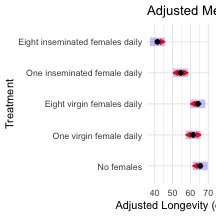 Adjusted Me
Treatment
Eight inseminated females daily
One inseminated female daily
Eight virgin females daily
One virgin female daily
No females
40 50 60 70
Adjusted Longevity (